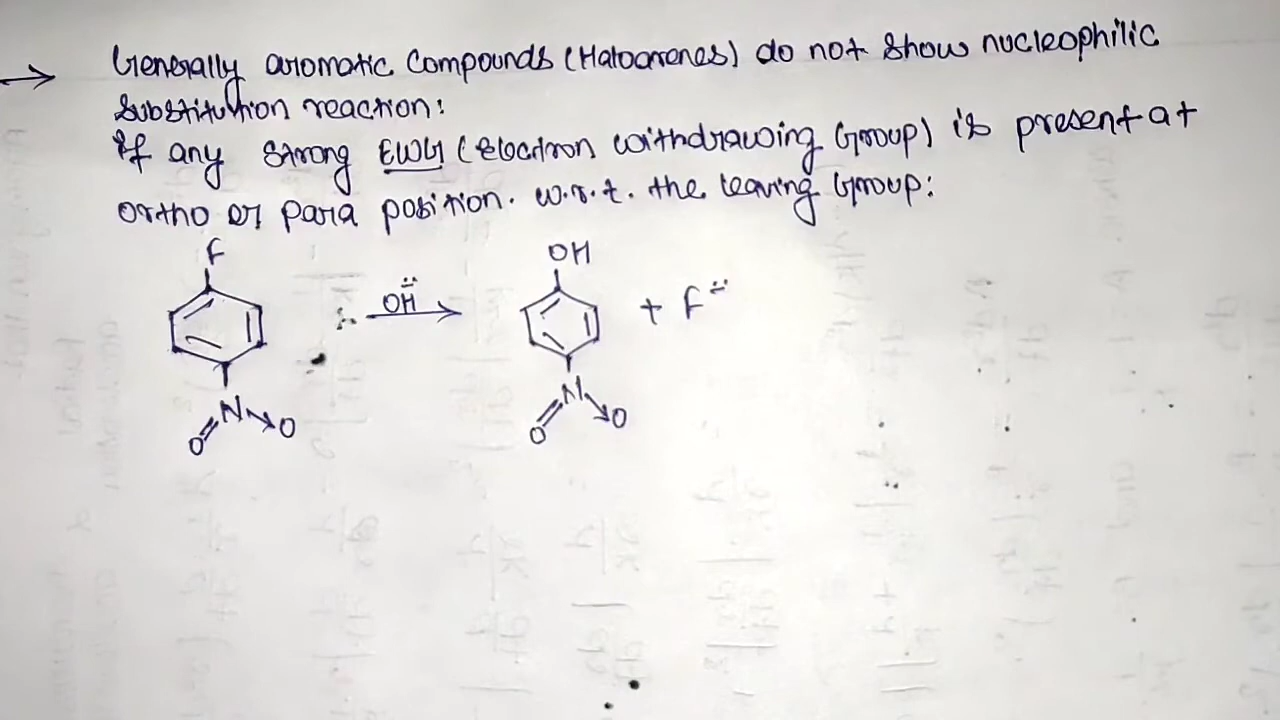 Generally aromatic compounds (Haloarenes) do not show nucleophilic
substitution reaction:
If any strong EWG (electron withdrawing Group) is present at
ortho or para position. w.r.t. the leaving Group:
F
OH
OH
+ F
N
O
O
N
O
O